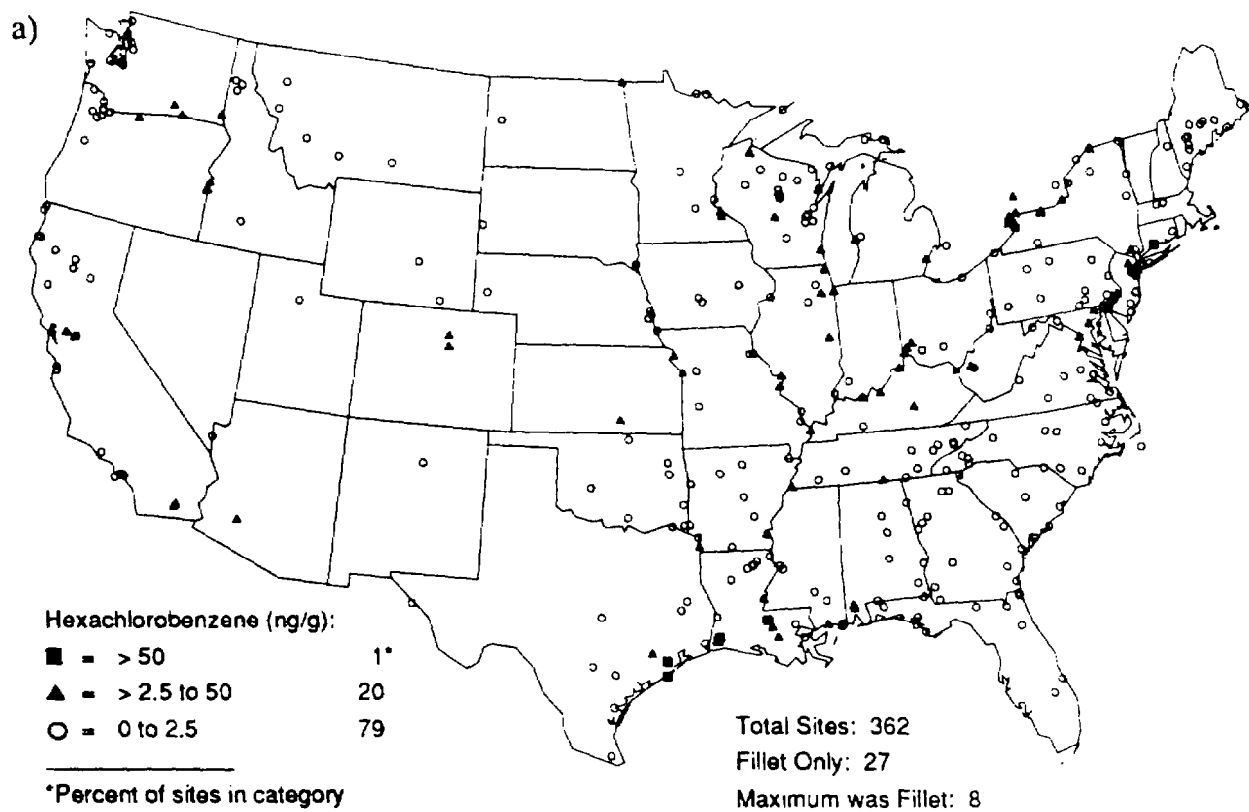 a)
Hexachlorobenzene (ng/g):
■ = > 50 1*
▲ = > 2.5 to 50 20
○ = 0 to 2.5 79
*Percent of sites in category
Total Sites: 362
Fillet Only: 27
Maximum was Fillet: 8